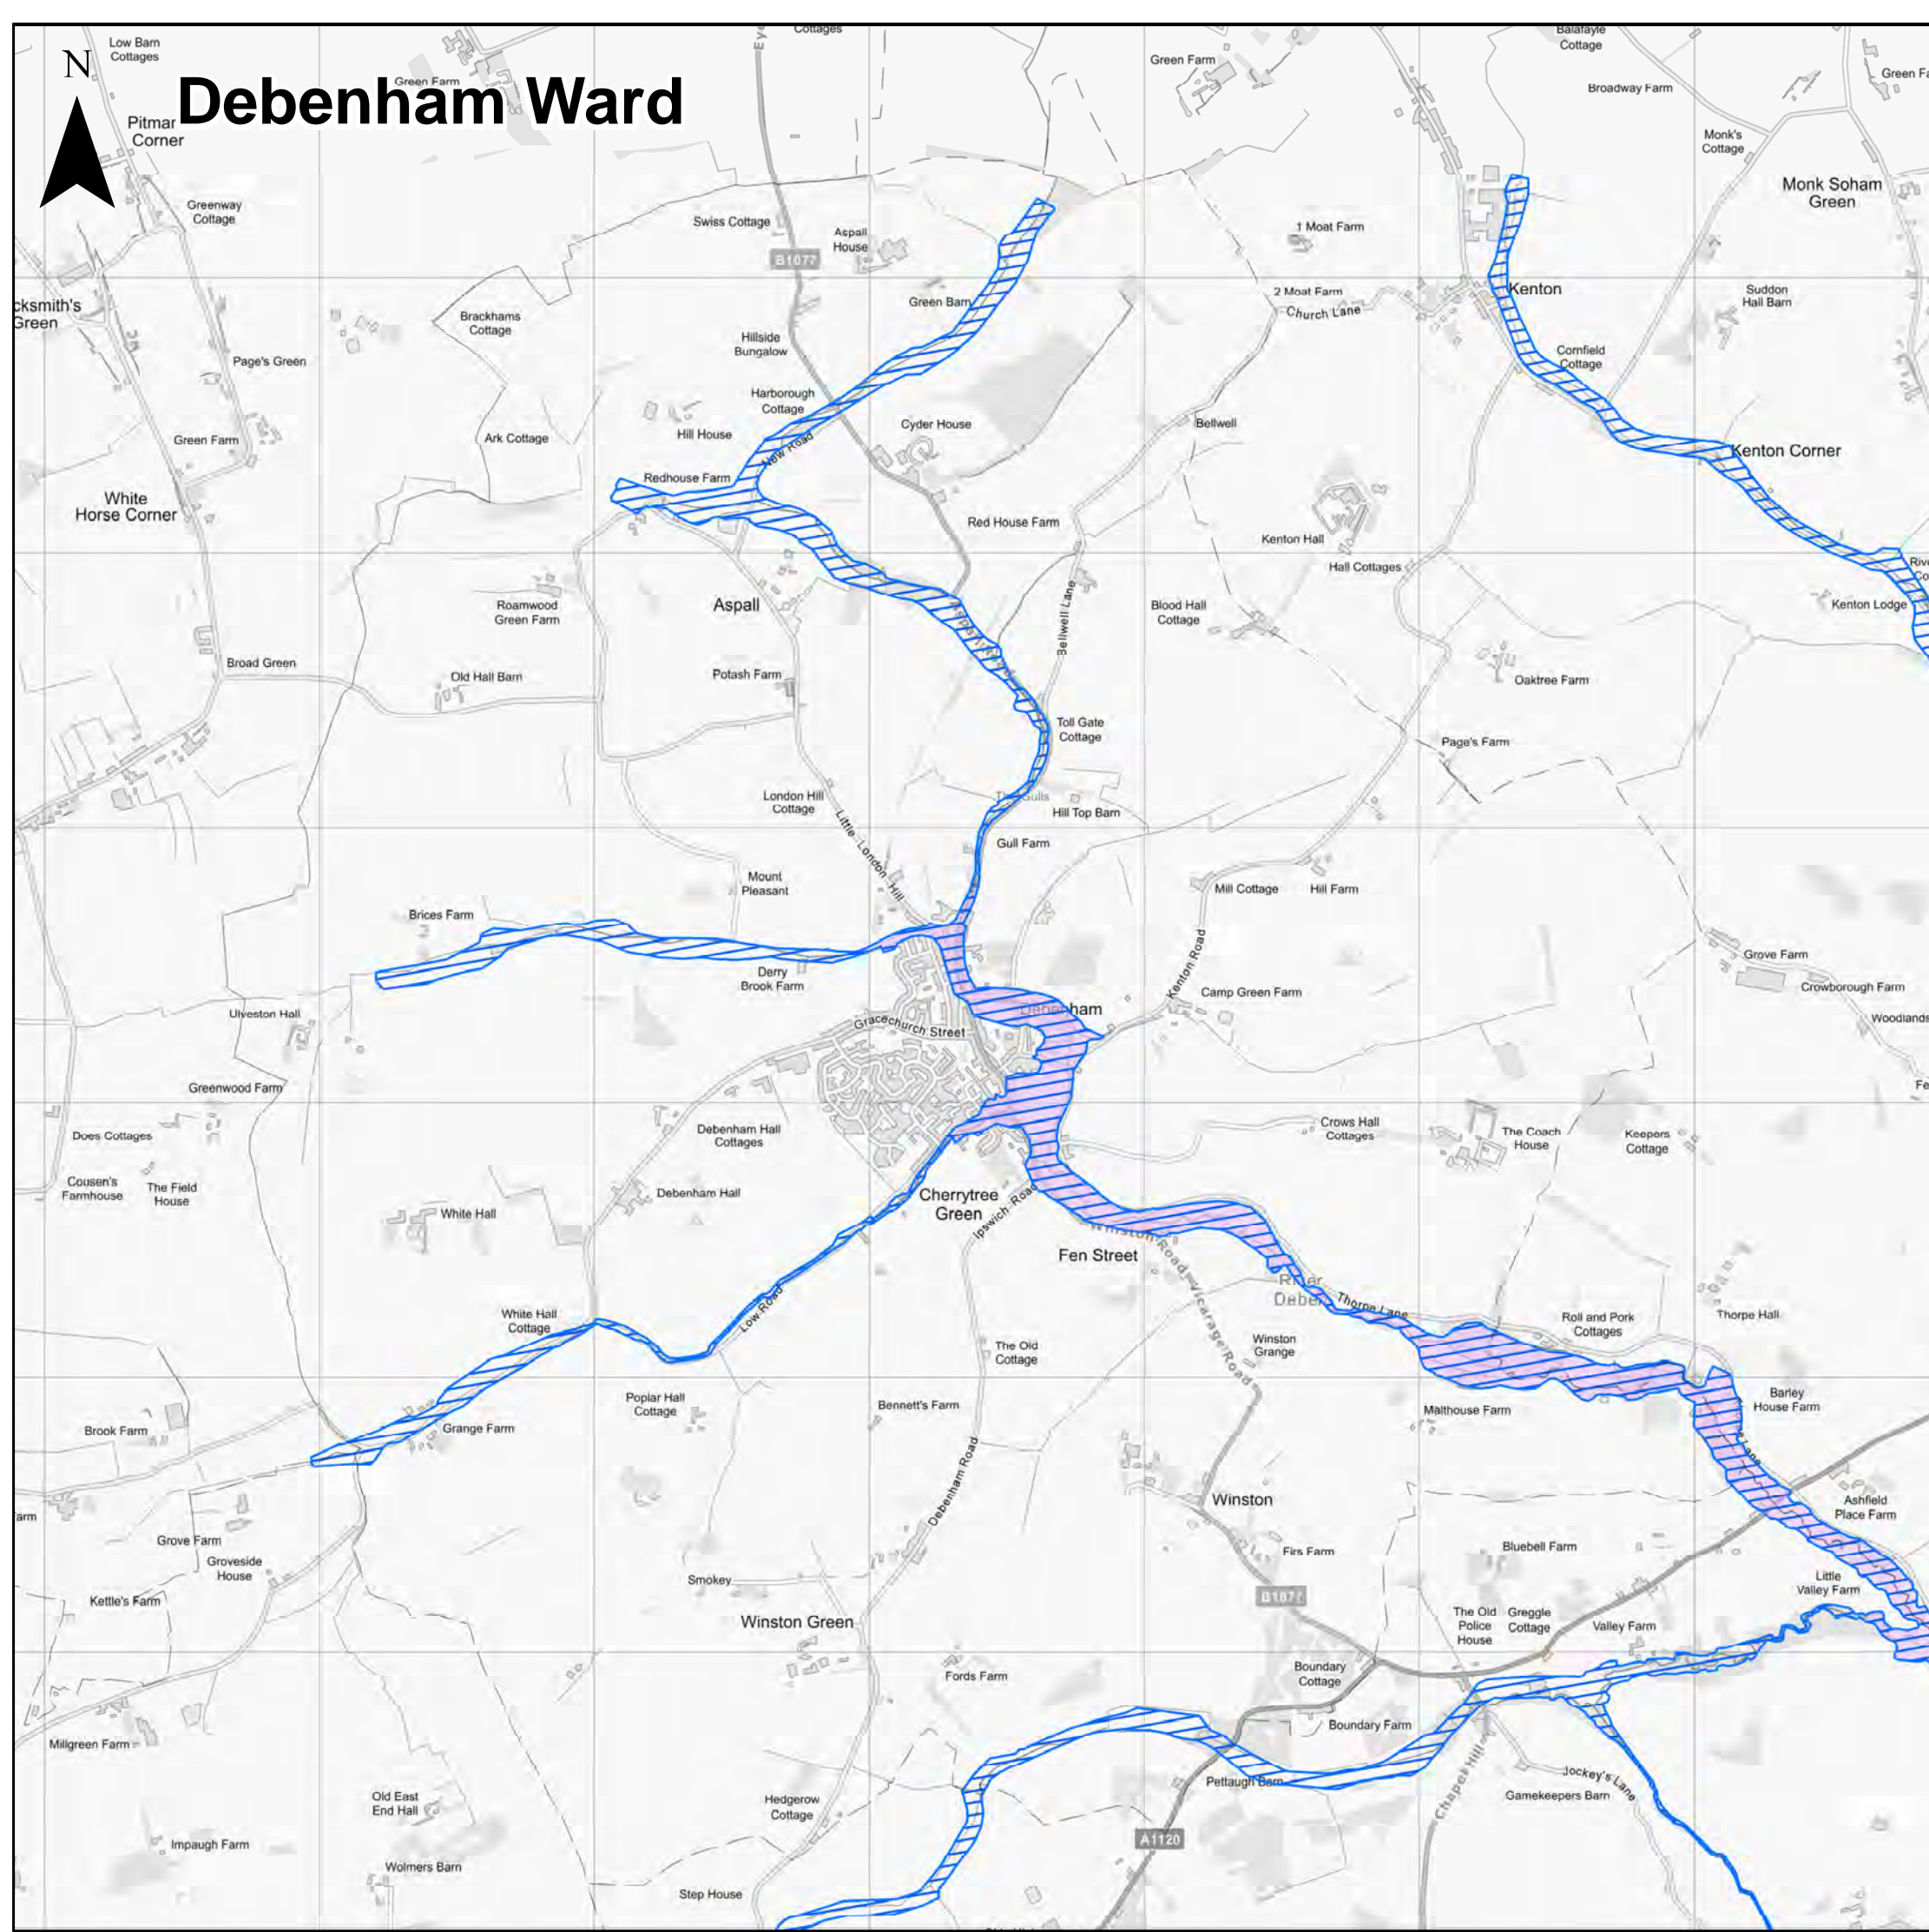 Debenham Ward
N
Low Barn
Cottages
Green Farm
Cottages
Green Farm
Balafayle
Cottage
Broadway Farm
Corner
Monk's
Cottage
Greenway
Cottage
Monk Soham
Green
Swiss Cottage
Aspall
House
1 Moat Farm
B1077
Green Barn
2 Moat Farm
Church Lane
Kenton
Suddon
Hall Barn
Green
Brackhams
Cottage
Hillside
Bungalow
Page's Green
Cornfield
Cottage
Harborough
Cottage
Green Farm
Ark Cottage
Hill House
New Road
Cyder House
Bellwell
Kenton Corner
Redhouse Farm
White
Horse Corner
Red House Farm
Kenton Hall
Hall Cottages
Roamwood
Green Farm
Aspall
Bellwell Lane
Blood Hall
Cottage
Kenton Lodge
Broad Green
Old Hall Barn
Potash Farm
Oaktree Farm
Toll Gate
Cottage
Page's Farm
London Hill
Cottage
Hill Top Barn
Little London Hill
Gull Farm
Mount
Pleasant
Mill Cottage
Hill Farm
Brices Farm
Kenton Road
Grove Farm
Derry
Brook Farm
Camp Green Farm
Crowborough Farm
Ulveston Hall
Debenham
Gracechurch Street
Woodlands
Greenwood Farm
Does Cottages
Debenham Hall
Cottages
Crows Hall
Cottages
The Coach
House
Keepers
Cottage
Cousen's
Farmhouse
The Field
House
Debenham Hall
Cherrytree
Green
Ipswich Road
White Hall
Winston Road
Fen Street
Vicarage Road
River
Deben
Thorpe Lane
White Hall
Cottage
Low Road
Roll and Pork
Cottages
Thorpe Hall
The Old
Cottage
Winston
Grange
Poplar Hall
Cottage
Bennett's Farm
Malthouse Farm
Barley
House Farm
Brook Farm
Grange Farm
Debenham Road
Winston
Ashfield
Place Farm
Grove Farm
Groveside
House
Firs Farm
Bluebell Farm
Smokey
Little
Valley Farm
Kettle's Farm
B1077
Winston Green
The Old
Police
House
Greggle
Cottage
Valley Farm
Fords Farm
Boundary
Cottage
Millgreen Farm
Boundary Farm
Pettaugh Barn
Chapel Hill
Jockey's Lane
Gamekeepers Barn
Old East
End Hall
Hedgerow
Cottage
Impaugh Farm
A1120
Wolmers Barn
Step House